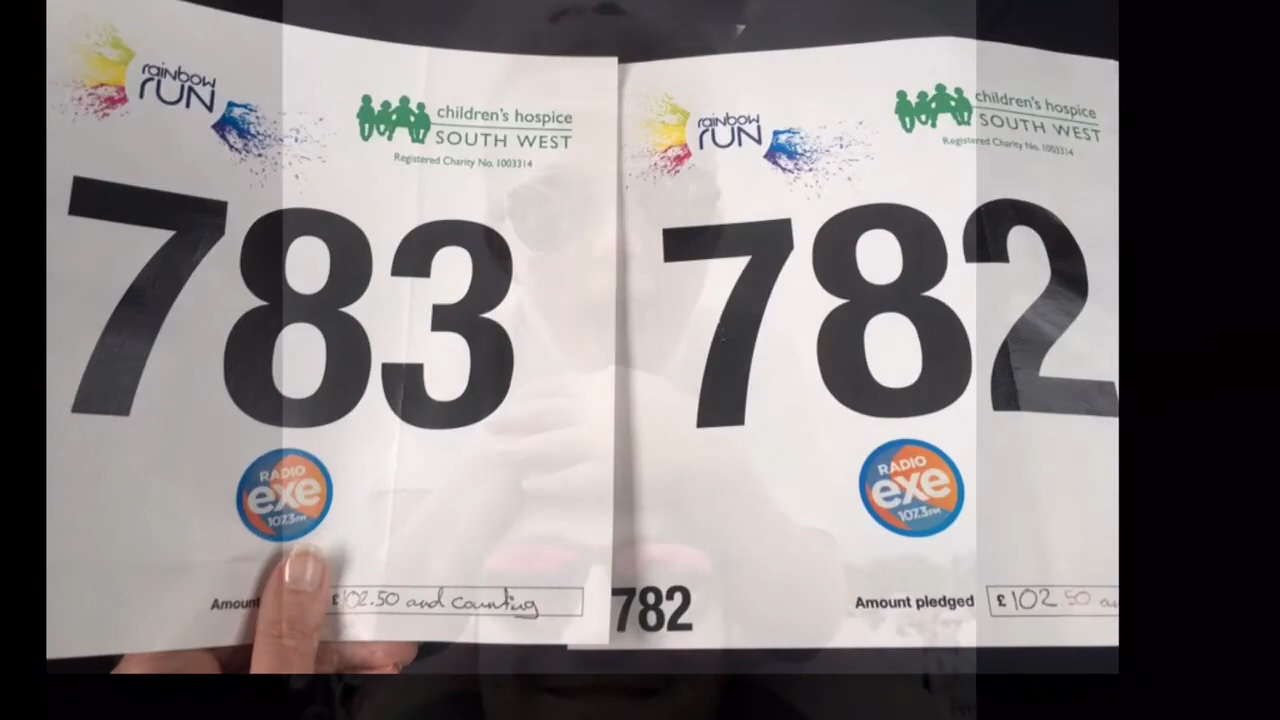 rainbow
RUN
children's hospice
SOUTH WEST
Registered Charity No. 1003314
783
RADIO
exe
107.3FM
Amount
£102.50 and counting
rainbow
RUN
children's hospice
SOUTH WEST
Registered Charity No. 1003314
782
RADIO
exe
107.3FM
782
Amount pledged
£102.50